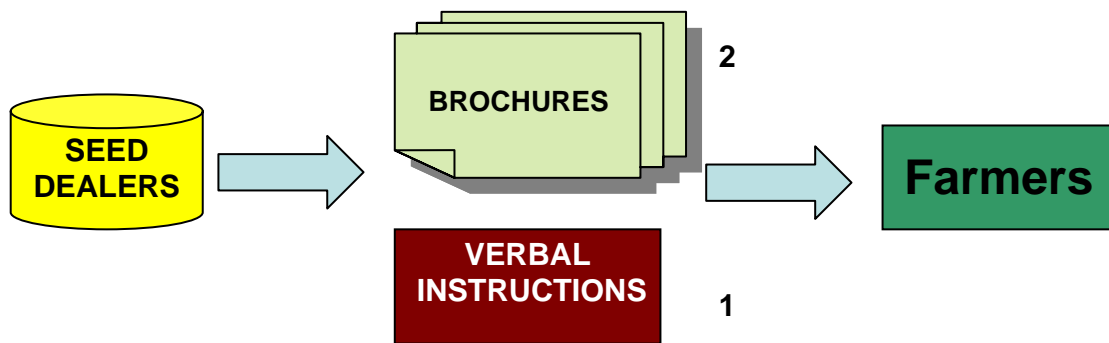 2
BROCHURES
SEED
DEALERS
Farmers
VERBAL
INSTRUCTIONS
1